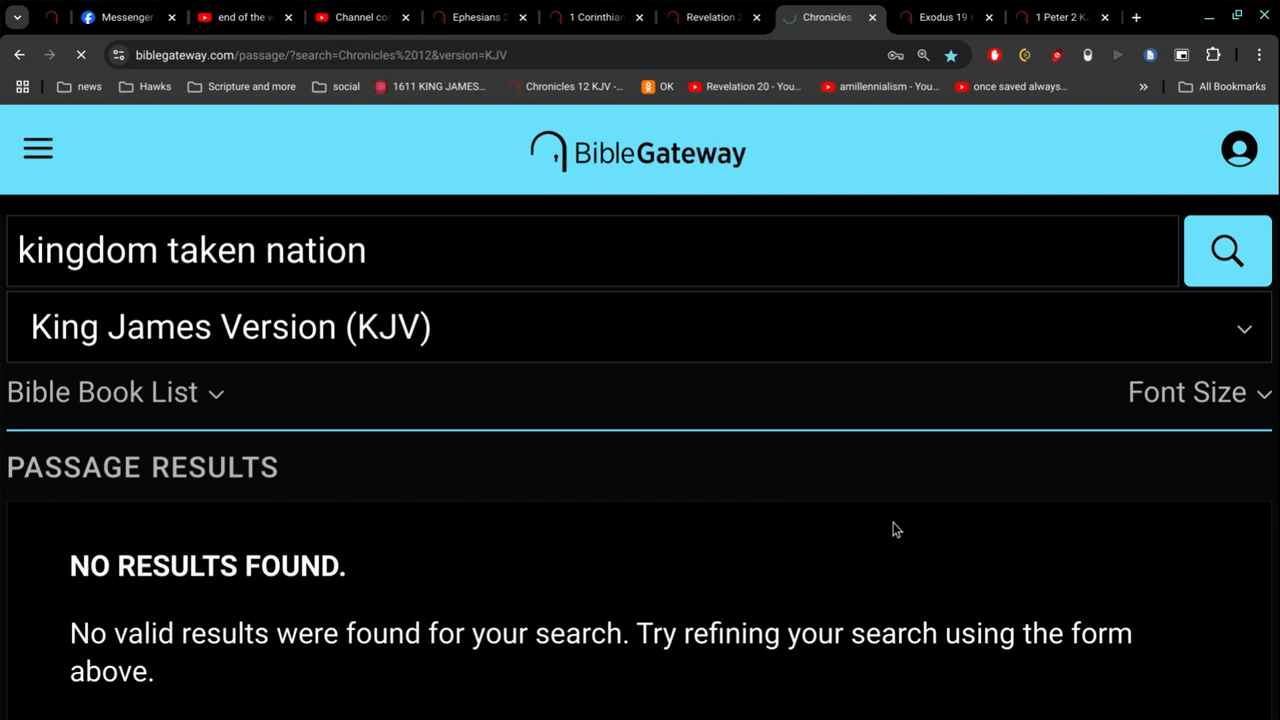 Messenger
end of the w
Channel co
Ephesians 2
1 Corinthian
Revelation 2
Chronicles
Exodus 19
1 Peter 2 K
biblegateway.com/passage/?search=Chronicles%2012&version=KJV
news
Hawks
Scripture and more
social
1611 KING JAMES...
Chronicles 12 KJV -...
OK
Revelation 20 - You...
amillennialism - You...
once saved always...
All Bookmarks
BibleGateway
kingdom taken nation
King James Version (KJV)
Bible Book List
Font Size
PASSAGE RESULTS
NO RESULTS FOUND.
No valid results were found for your search. Try refining your search using the form
above.